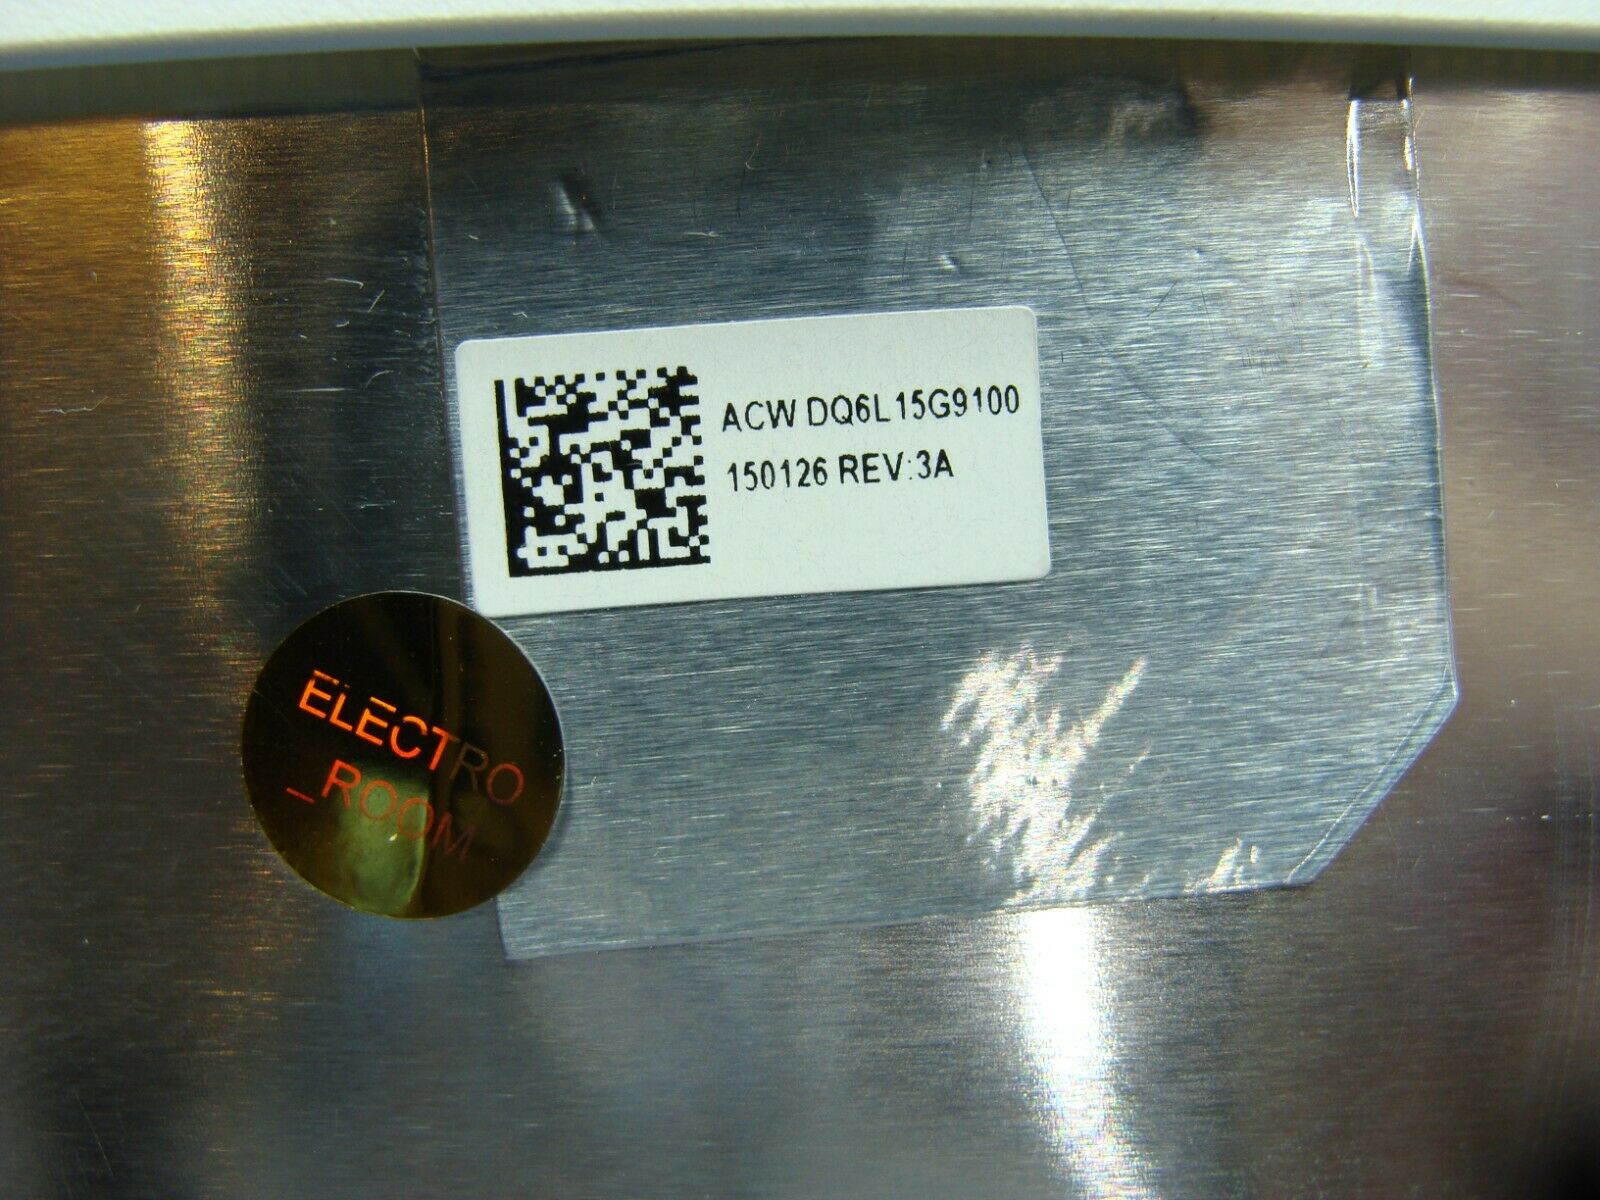 ACW DQ6L15G9100
150126 REV:3A
ELECTRO
_ROOM